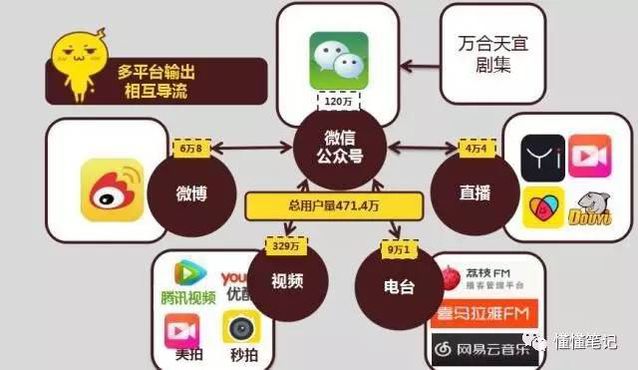 多平台输出
相互导流
万合天宜
剧集
120万
微信
公众号
6万8
微博
4万4
直播
Yi
DOUYU
总用户量471.4万
329万
视频
9万1
电台
腾讯视频
you
优酷
美拍
秒拍
荔枝FM
播客管理平台
喜马拉雅FM
网易云音乐
懂懂笔记